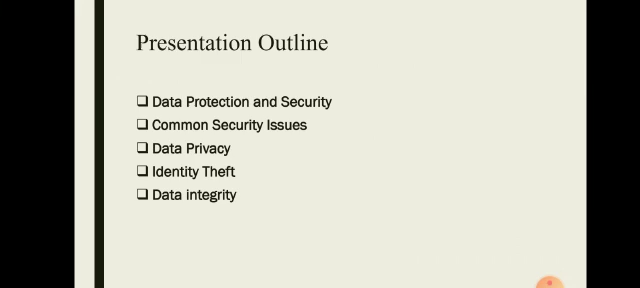 Presentation Outline
❑ Data Protection and Security
❑ Common Security Issues
❑ Data Privacy
❑ Identity Theft
❑ Data integrity